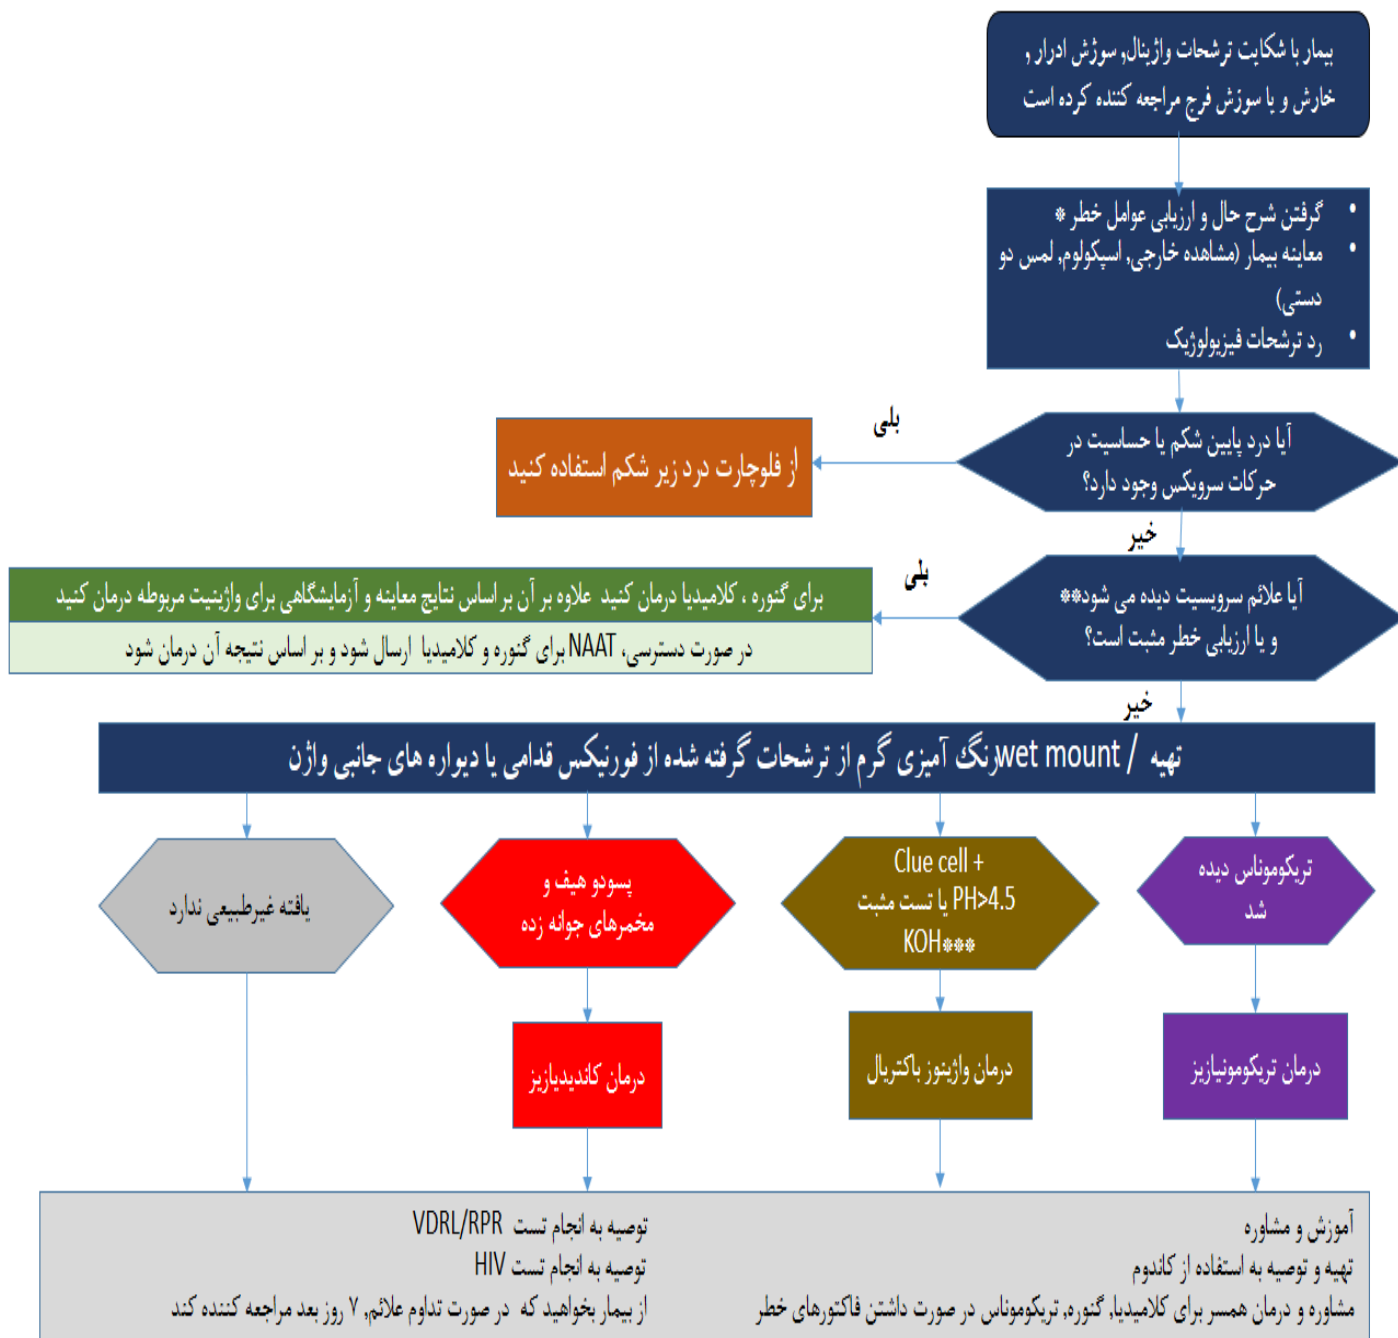 بیمار با شکایت ترشحات واژینال, سوزش ادرار ,
خارش و یا سوزش فرج مراجعه کننده کرده است
• گرفتن شرح حال و ارزیابی عوامل خطر *
• معاینه بیمار (مشاهده خارجی, اسپکولوم, لمس دو
دستی)
• رد ترشحات فیزیولوژیک
آیا درد پایین شکم یا حساسیت در
حرکات سرویکس وجود دارد؟
بلی
از فلوچارت درد زیر شکم استفاده کنید
خیر
آیا علائم سرویسیت دیده می شود**
و یا ارزیابی خطر مثبت است؟
بلی
برای گنوره ، کلامیدیا درمان کنید علاوه بر آن بر اساس نتایج معاینه و آزمایشگاهی برای واژینیت مربوطه درمان کنید
در صورت دسترسی، NAAT برای گنوره و کلامیدیا ارسال شود و بر اساس نتیجه آن درمان شود
خیر
تهیه wet mount / رنگ آمیزی گرم از ترشحات گرفته شده از فورنیکس قدامی یا دیواره های جانبی واژن
تریکوموناس دیده
شد
Clue cell +
PH>4.5 یا تست مثبت
KOH***
پسودو هیف و
مخمرهای جوانه زده
یافته غیرطبیعی ندارد
درمان تریکومونیازیز
درمان واژینوز باکتریال
درمان کاندیدیازیز
آموزش و مشاوره
تهیه و توصیه به استفاده از کاندوم
مشاوره و درمان همسر برای کلامیدیا, گنوره, تریکوموناس در صورت داشتن فاکتورهای خطر
توصیه به انجام تست VDRL/RPR
توصیه به انجام تست HIV
از بیمار بخواهید که در صورت تداوم علائم, ۷ روز بعد مراجعه کننده کند